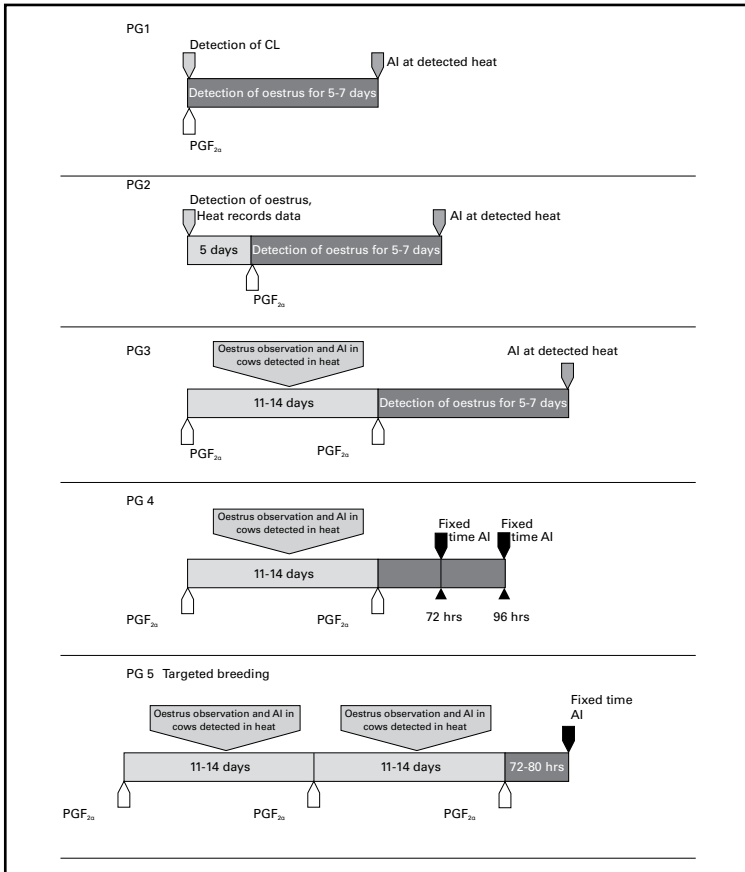 PG1
Detection of CL
AI at detected heat
Detection of oestrus for 5-7 days
PGF2α
PG2
Detection of oestrus,
Heat records data
AI at detected heat
5 days
Detection of oestrus for 5-7 days
PGF2α
PG3
Oestrus observation and AI in
cows detected in heat
AI at detected heat
11-14 days
Detection of oestrus for 5-7 days
PGF2α
PGF2α
PG 4
Oestrus observation and AI in
cows detected in heat
Fixed
time AI
Fixed
time AI
11-14 days
PGF2α
PGF2α
72 hrs
96 hrs
PG 5 Targeted breeding
Oestrus observation and AI in
cows detected in heat
Oestrus observation and AI in
cows detected in heat
Fixed time
AI
11-14 days
11-14 days
72-80 hrs
PGF2α
PGF2α
PGF2α